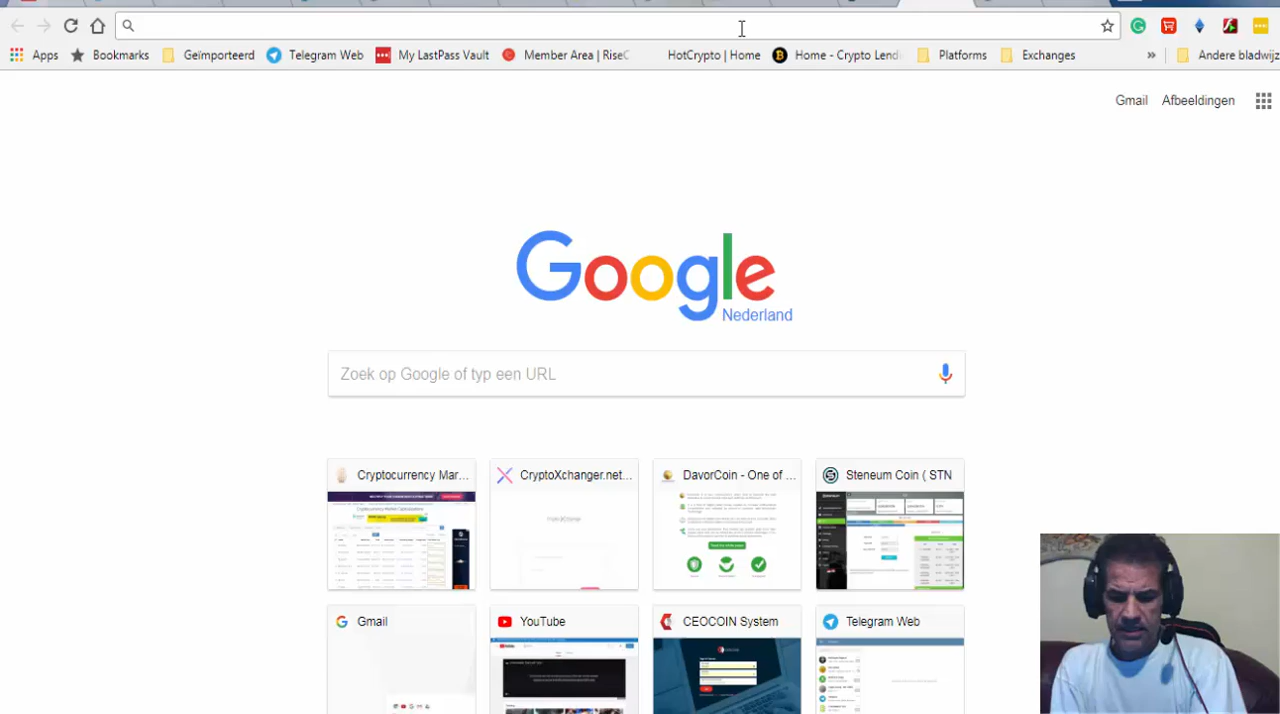 Apps Bookmarks Geïmporteerd Telegram Web My LastPass Vault Member Area | RiseC HotCrypto | Home Home - Crypto Lend Platforms Exchanges » Andere bladwijz
Gmail Afbeeldingen
Google
Nederland
Zoek op Google of typ een URL
Cryptocurrency Mar... CryptoXchanger.net... DavorCoin - One of ... Steneum Coin ( STN
Gmail YouTube CEOCOIN System Telegram Web